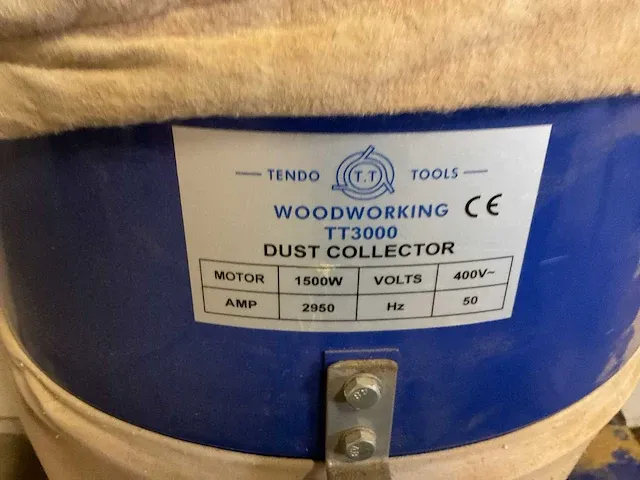 TENDO T.T TOOLS
WOODWORKING CE
TT3000
DUST COLLECTOR
MOTOR 1500W VOLTS 400V~
AMP 2950 Hz 50